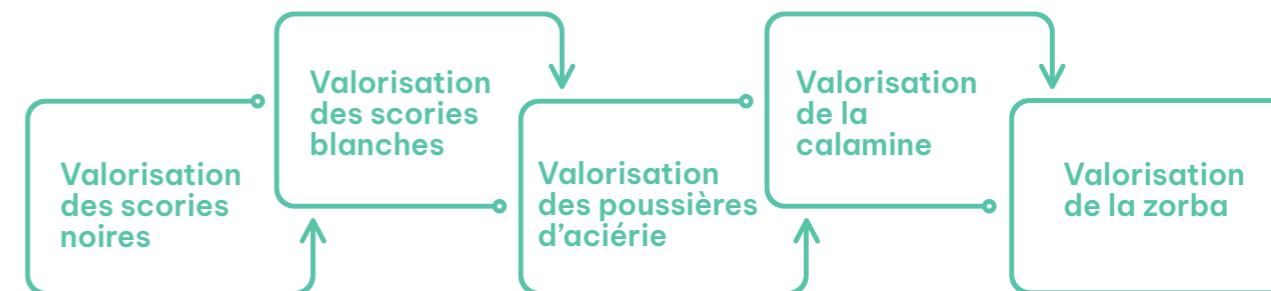 Valorisation
des scories
noires
Valorisation
des scories
blanches
Valorisation
des poussières
d’aciérie
Valorisation
de la
calamine
Valorisation
de la zorba